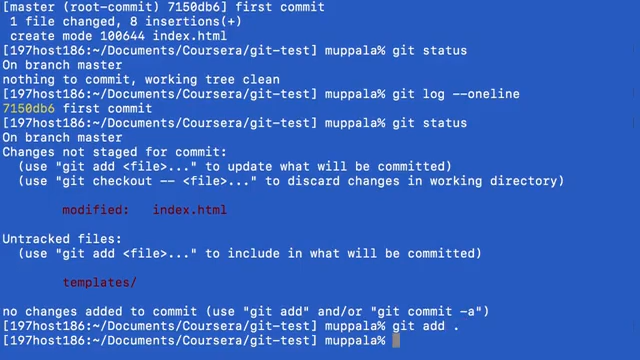 [master (root-commit) 7150db6] first commit
1 file changed, 8 insertions(+)
create mode 100644 index.html
[197host186:~/Documents/Coursera/git-test] muppala% git status
On branch master
nothing to commit, working tree clean
[197host186:~/Documents/Coursera/git-test] muppala% git log --oneline
7150db6 first commit
[197host186:~/Documents/Coursera/git-test] muppala% git status
On branch master
Changes not staged for commit:
(use "git add <file>..." to update what will be committed)
(use "git checkout -- <file>..." to discard changes in working directory)
modified: index.html
Untracked files:
(use "git add <file>..." to include in what will be committed)
templates/
no changes added to commit (use "git add" and/or "git commit -a")
[197host186:~/Documents/Coursera/git-test] muppala% git add .
[197host186:~/Documents/Coursera/git-test] muppala%